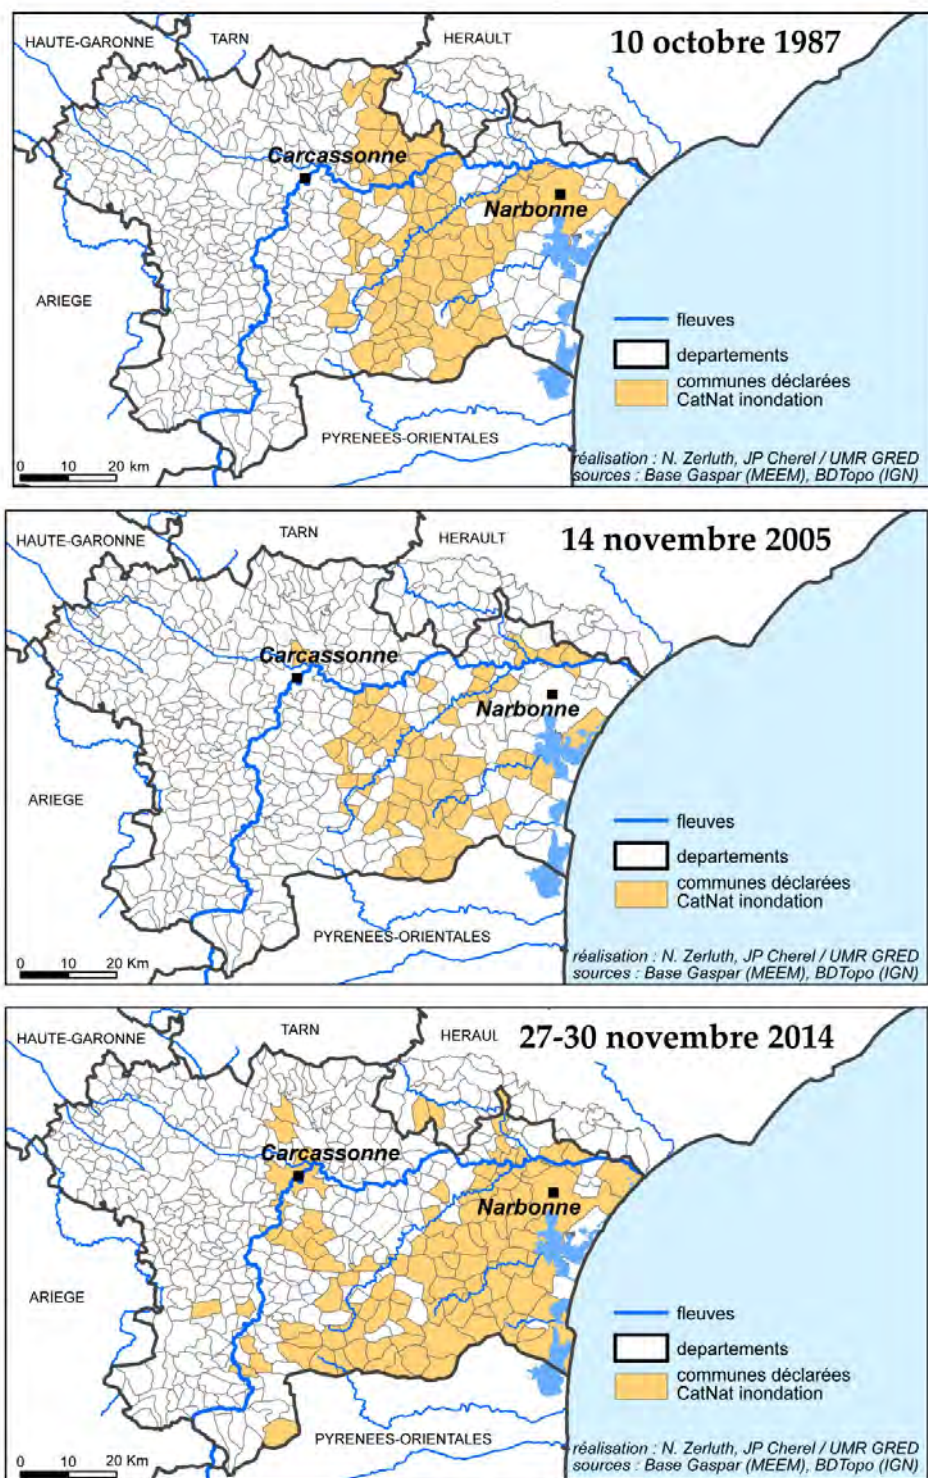 HAUTE-GARONNE
TARN
HERAULT
10 octobre 1987
Carcassonne
Narbonne
ARIEGE
fleuves
departements
communes déclarées
CatNat inondation
PYRENEES-ORIENTALES
0 10 20 Km
réalisation : N. Zerluth, JP Cherel / UMR GRED
sources : Base Gaspar (MEEM), BDTopo (IGN)
HAUTE-GARONNE
TARN
HERAULT
14 novembre 2005
Carcassonne
Narbonne
ARIEGE
fleuves
departements
communes déclarées
CatNat inondation
PYRENEES-ORIENTALES
0 10 20 Km
réalisation : N. Zerluth, JP Cherel / UMR GRED
sources : Base Gaspar (MEEM), BDTopo (IGN)
HAUTE-GARONNE
TARN
HERAUL
27-30 novembre 2014
Carcassonne
Narbonne
ARIEGE
fleuves
departements
communes déclarées
CatNat inondation
PYRENEES-ORIENTALES
0 10 20 Km
réalisation : N. Zerluth, JP Cherel / UMR GRED
sources : Base Gaspar (MEEM), BDTopo (IGN)